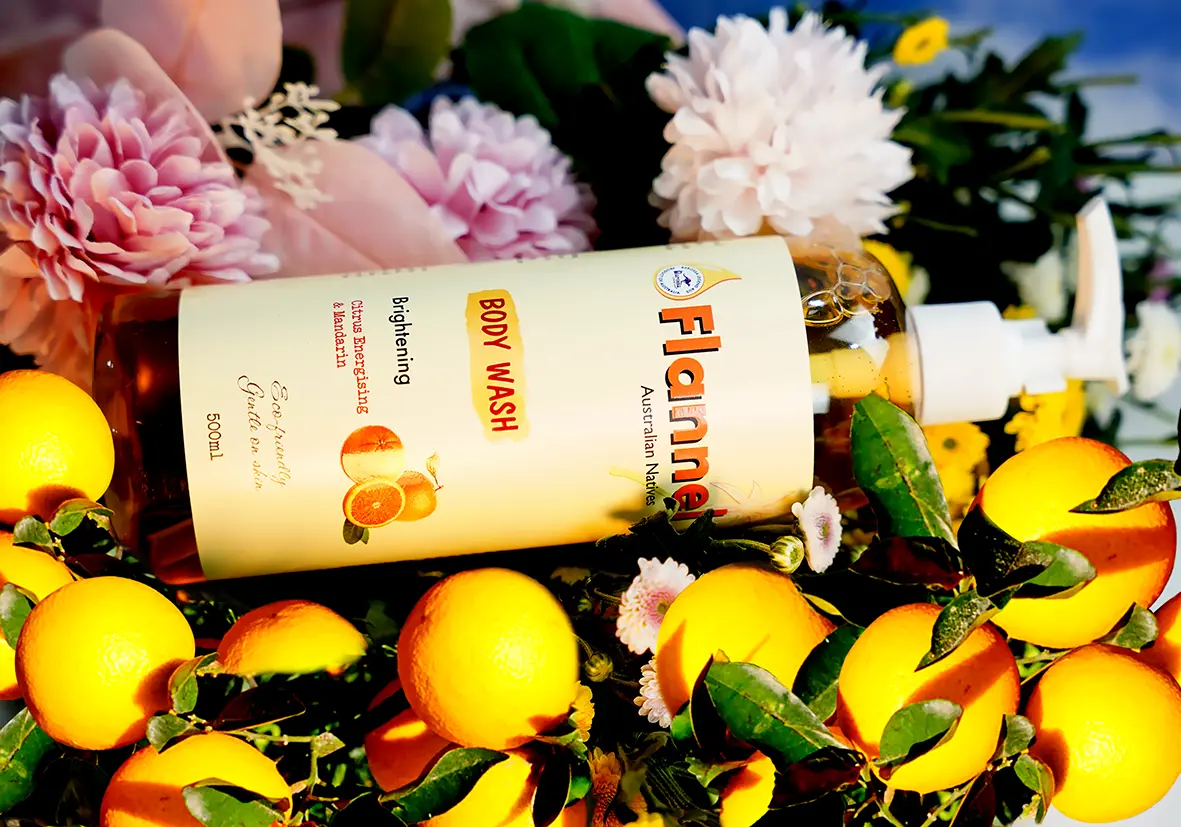 Flannel
Australian Natives
BODY WASH
Brightening
Citrus Energising
& Mandarin
Eco-friendly
Gentle on skin
500ml